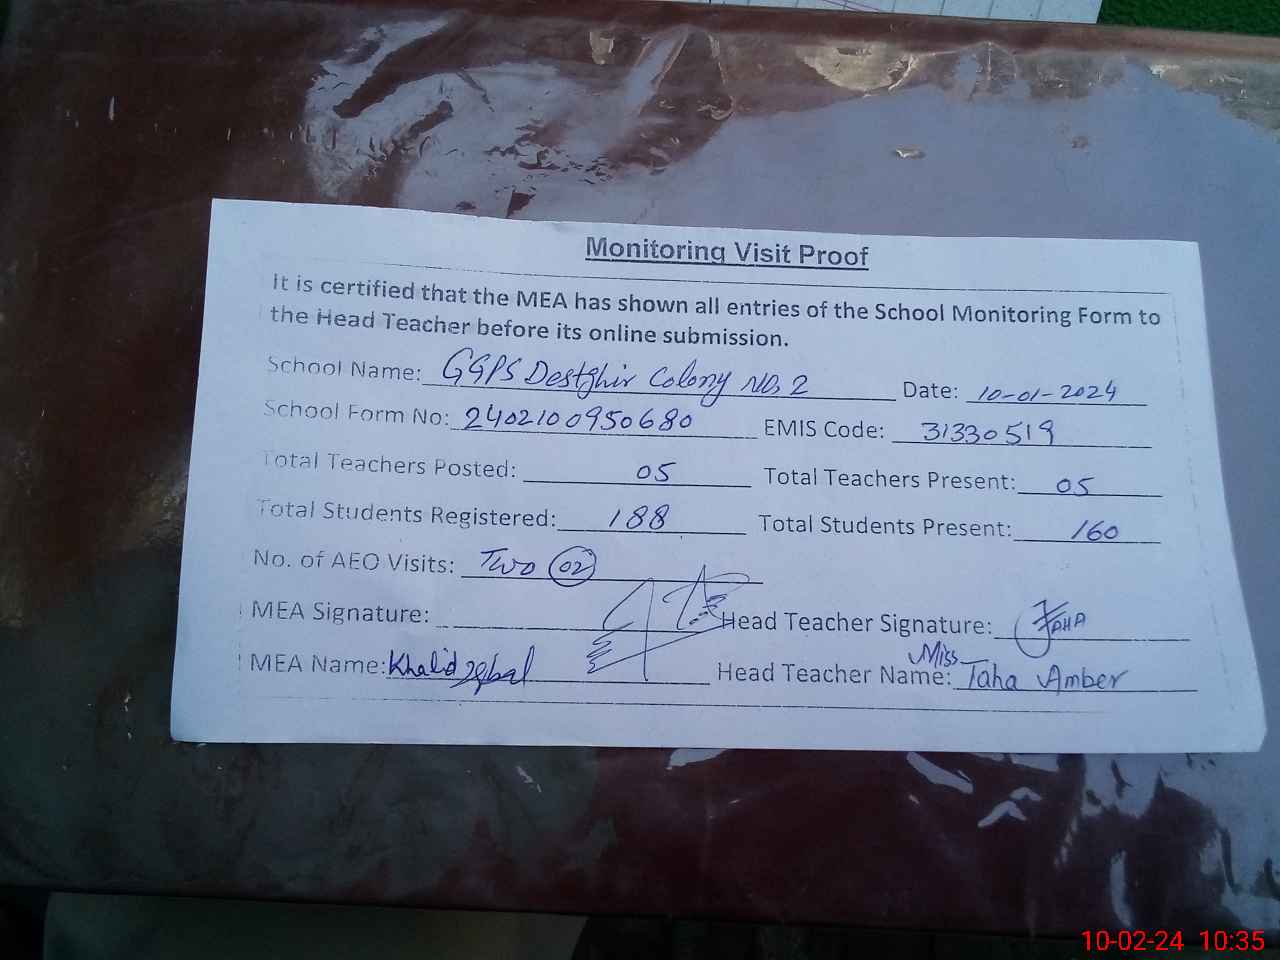 Monitoring Visit Proof
It is certified that the MEA has shown all entries of the School Monitoring Form to
the Head Teacher before its online submission.
School Name: GGPS Destghir Colony No, 2 Date: 10-01-2024
School Form No: 2402100950680 EMIS Code: 31330519
Total Teachers Posted: 05 Total Teachers Present: 05
Total Students Registered: 188 Total Students Present: 160
No. of AEO Visits: Two 02
MEA Signature: Head Teacher Signature: TAHA
MEA Name: Khalid Iqbal Head Teacher Name: Miss Taha Amber
10-02-24 10:35